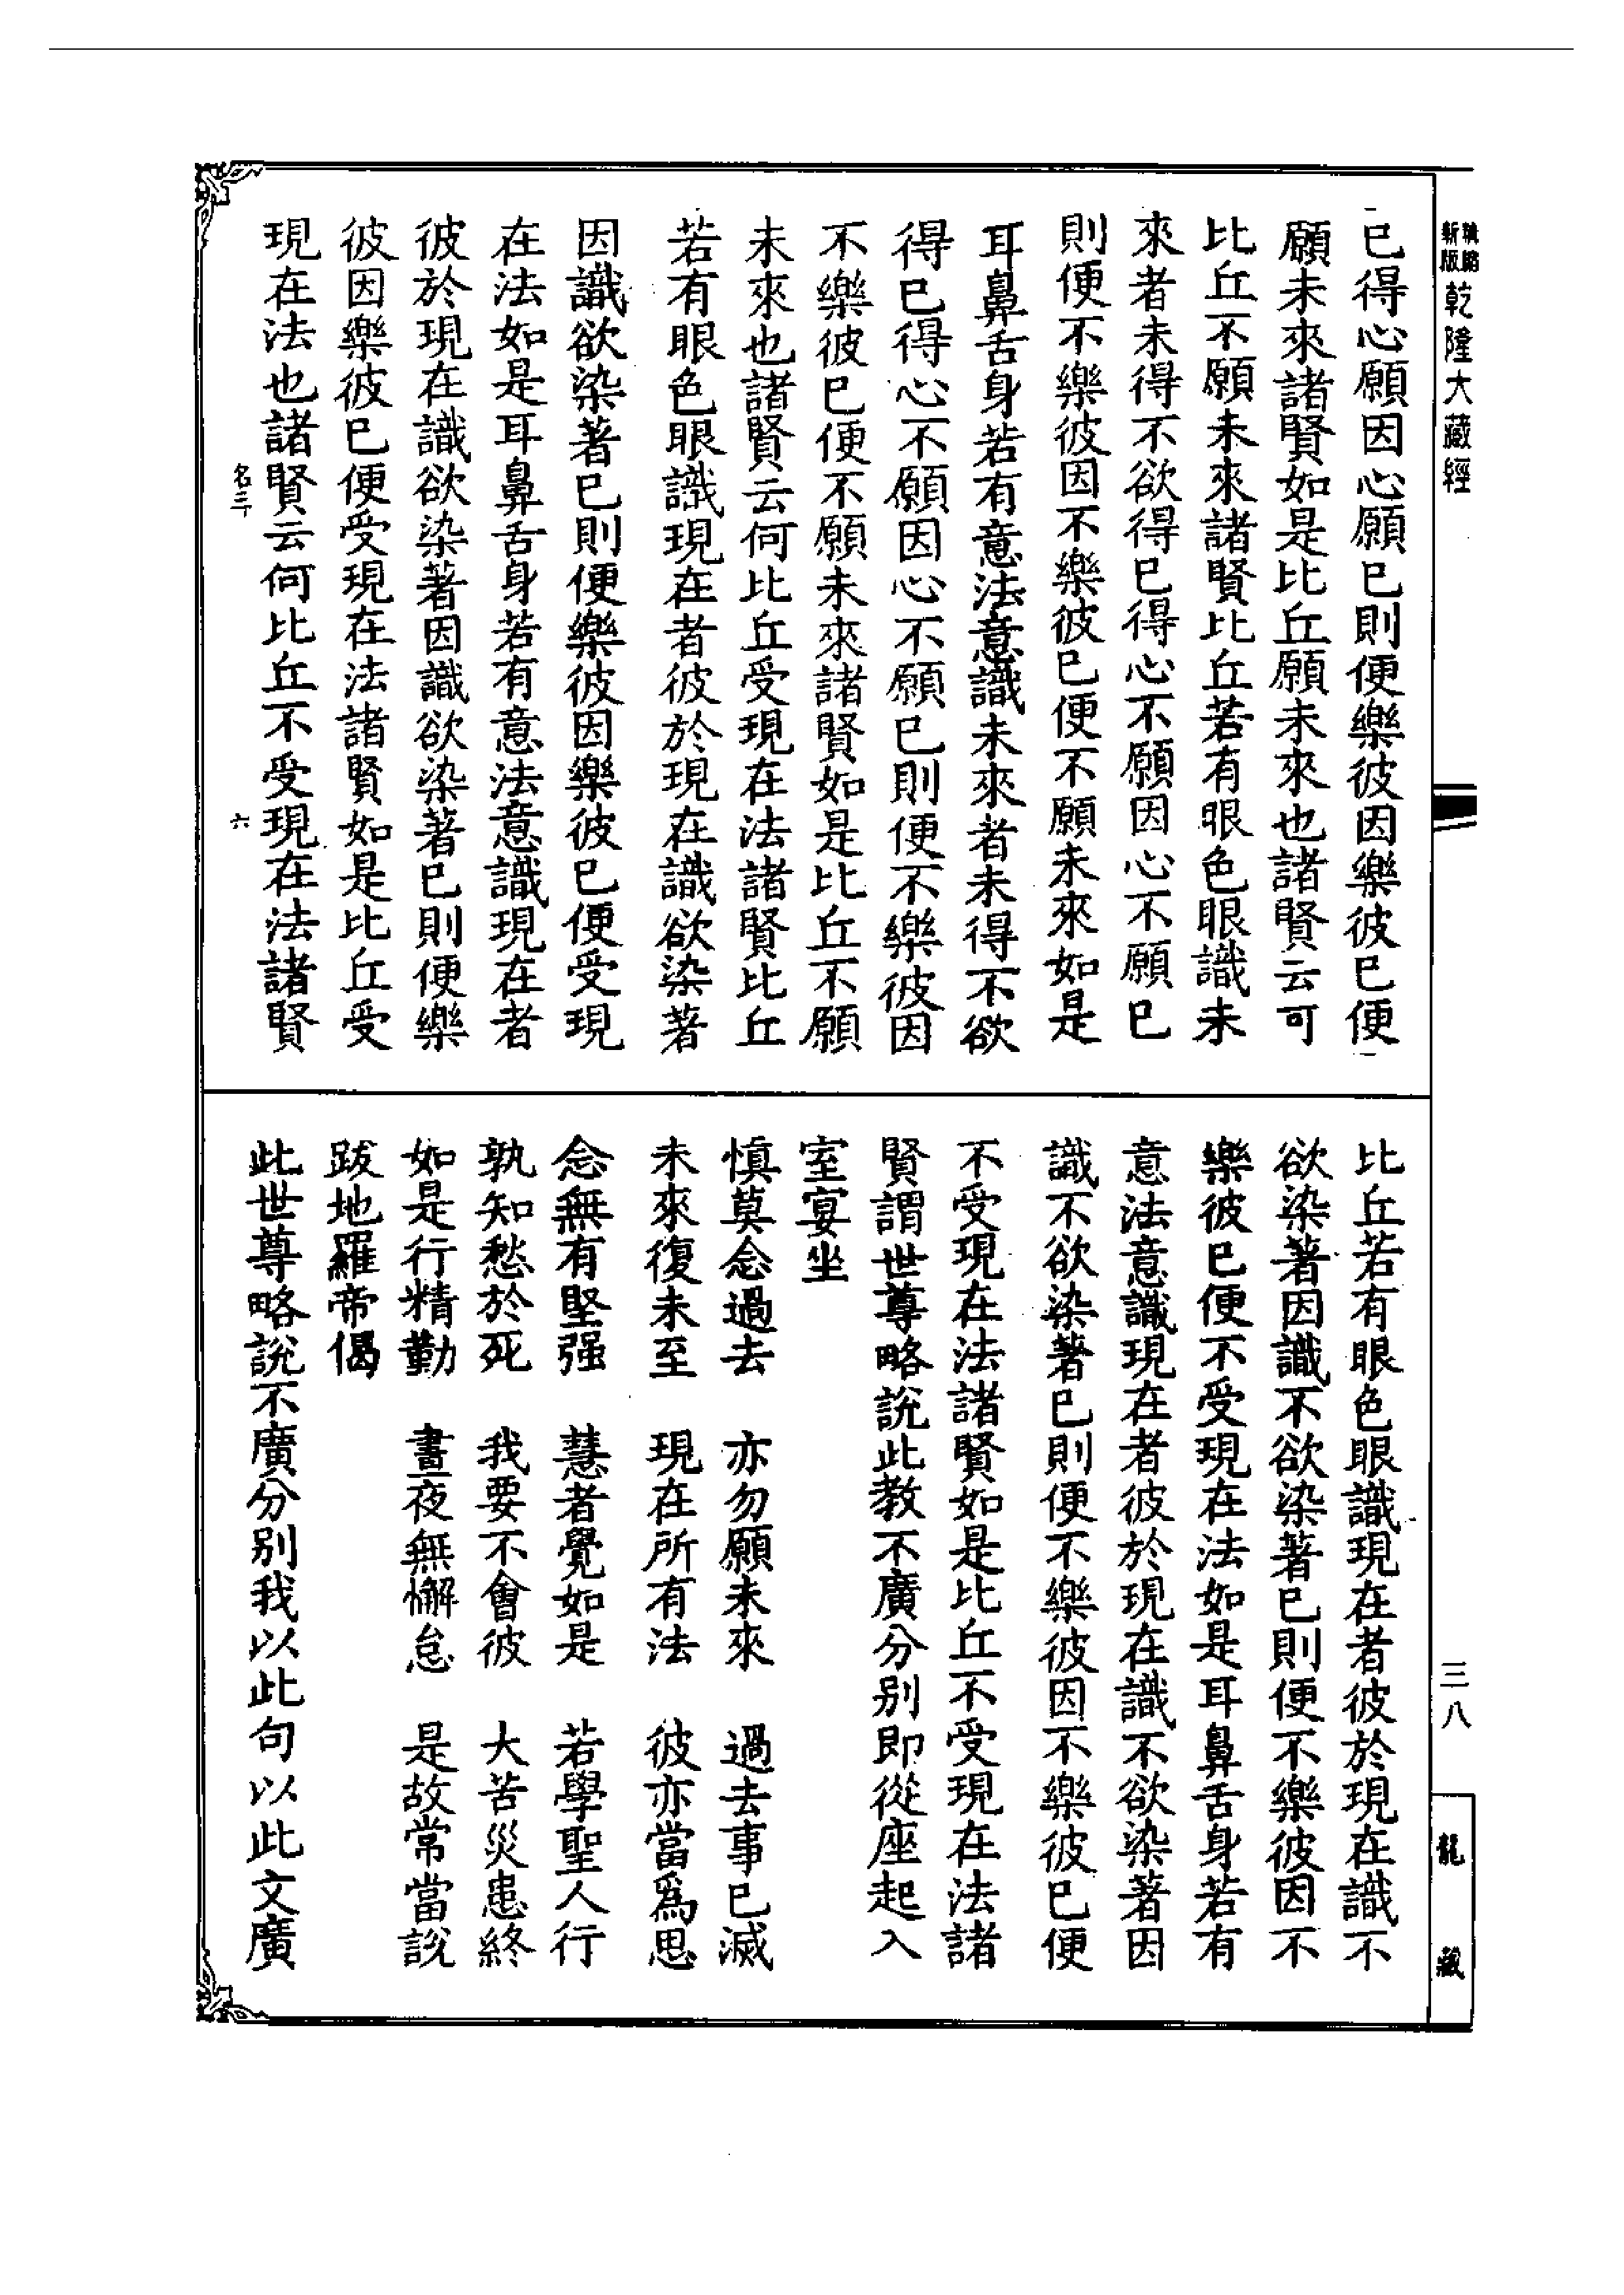 新版
乾隆大藏經
已得心願因心願已則便樂彼因樂彼已便
願未來諸賢如是比丘願未來也諸賢云可
比丘不願未來諸賢比丘若有眼色眼識未
來者未得不欲得已得心不願因心不願已
則便不樂彼因不樂彼已便不願未來如是
耳鼻舌身若有意法意識未來者未得不欲
得已得心不願因心不願已則便不樂彼因
不樂彼已便不願未來諸賢如是比丘不願
未來也諸賢云何比丘受現在法諸賢比丘
若有眼色眼識現在者彼於現在識欲染著
因識欲染著已則便樂彼因樂彼已便受現
在法如是耳鼻舌身若有意法意識現在者
彼於現在識欲染著因識欲染著已則便樂
彼因樂彼已便受現在法諸賢如是比丘受
現在法也諸賢云何比丘不受現在法諸賢
名三 六
比丘若有眼色眼識現在者彼於現在識不
欲染著因識不欲染著已則便不樂彼因不
樂彼已便不受現在法如是耳鼻舌身若有
意法意識現在者彼於現在識不欲染著因
識不欲染著已則便不樂彼因不樂彼已便
不受現在法諸賢如是比丘不受現在法諸
賢謂世尊略說此教不廣分別即從座起入
室宴坐
慎莫念過去 亦勿願未來 過去事已滅
未來復未至 現在所有法 彼亦當為思
念無有堅强 慧者覺如是 若學聖人行
孰知愁於死 我要不會彼 大苦災患終
如是行精勤 晝夜無懈怠 是故常當說
跋地羅帝偈
此世尊略說不廣分別我以此句以此文廣
三八
龍藏